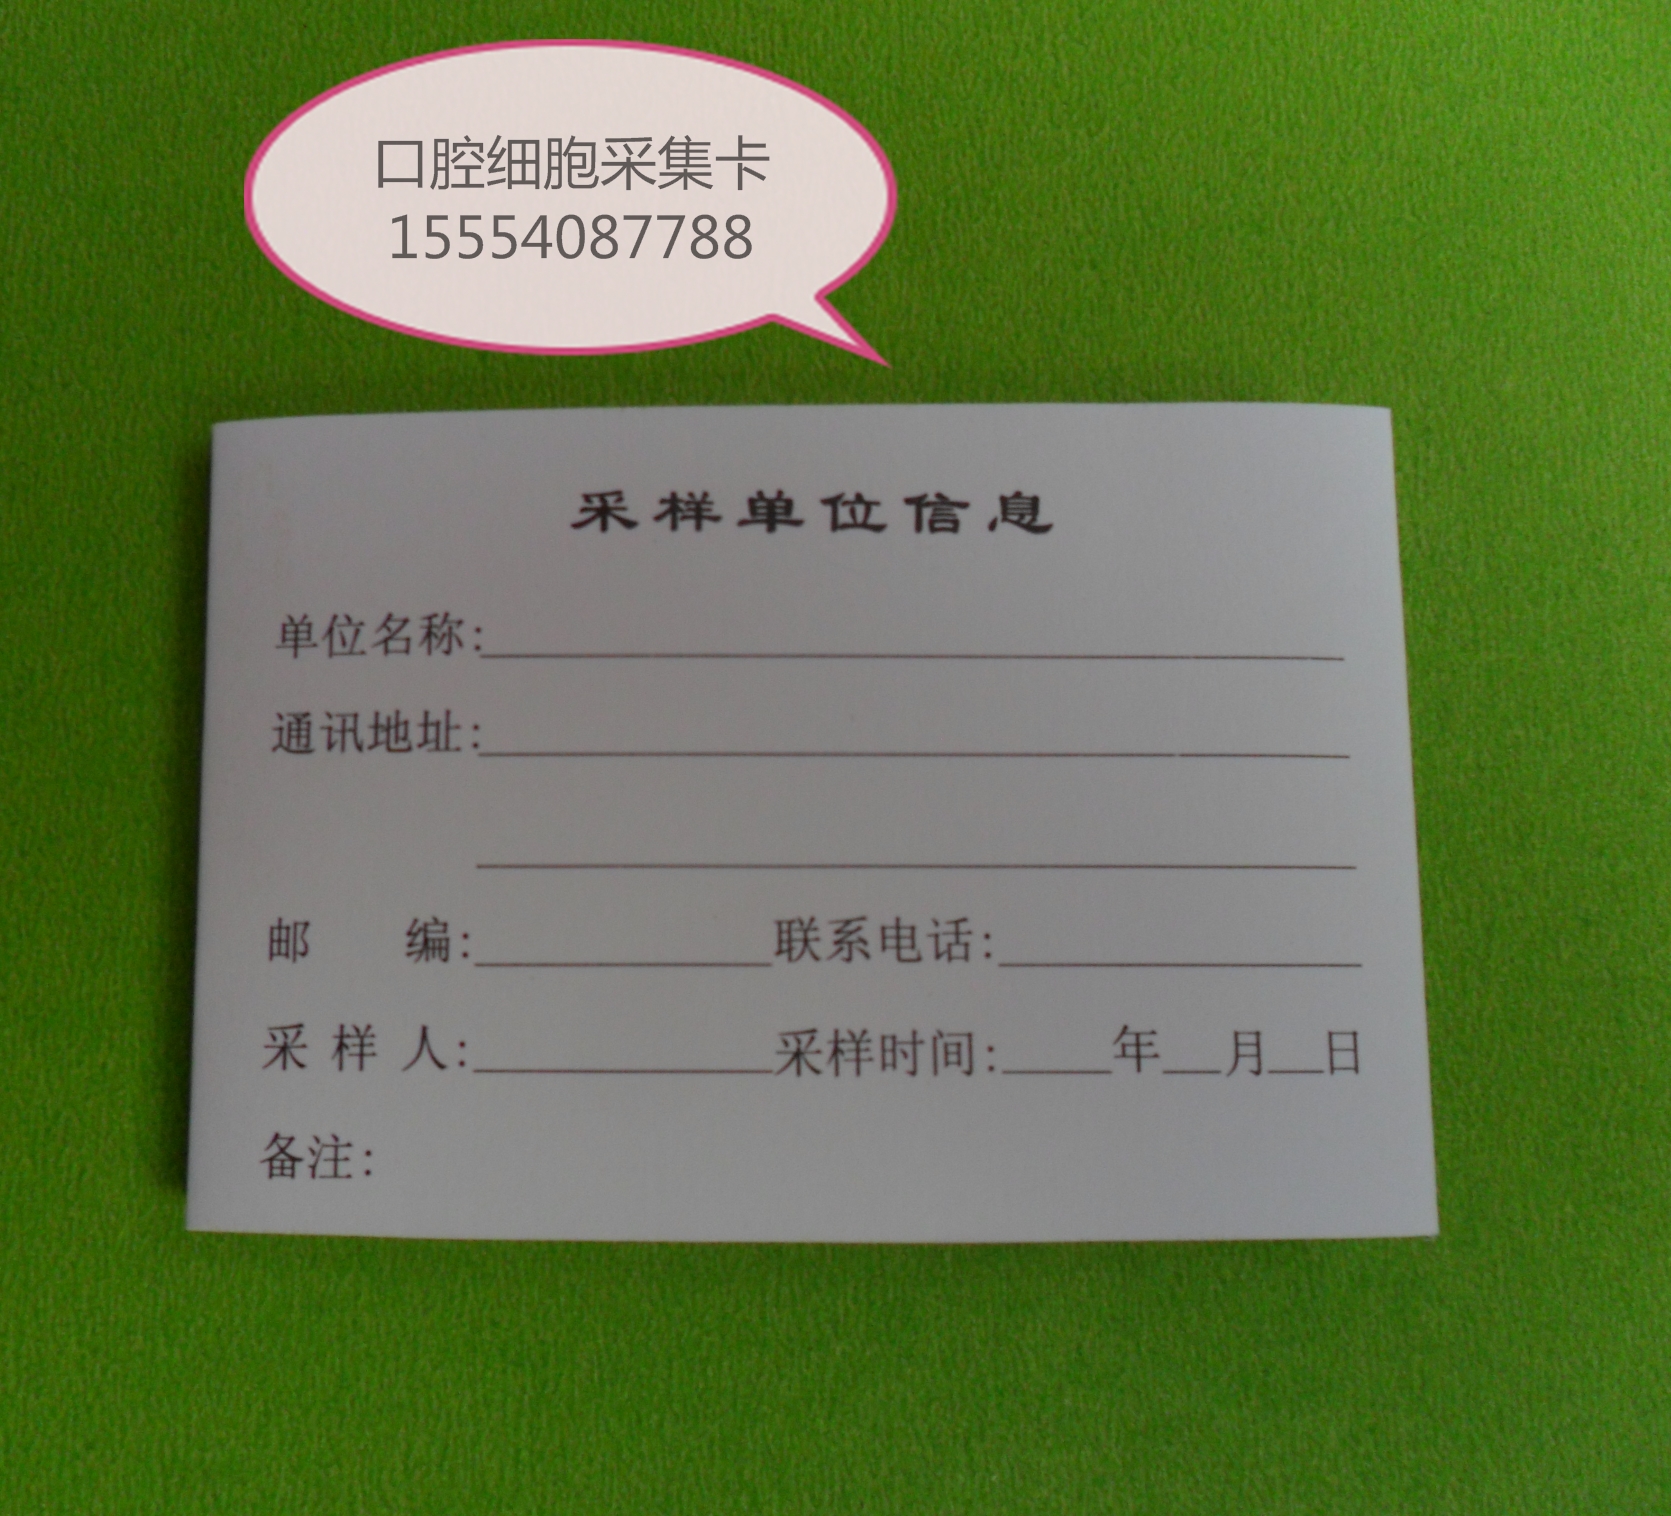 口腔细胞采集卡
15554087788
采样单位信息
单位名称:
通讯地址:
邮 编: 联系电话:
采 样 人: 采样时间: 年 月 日
备注: